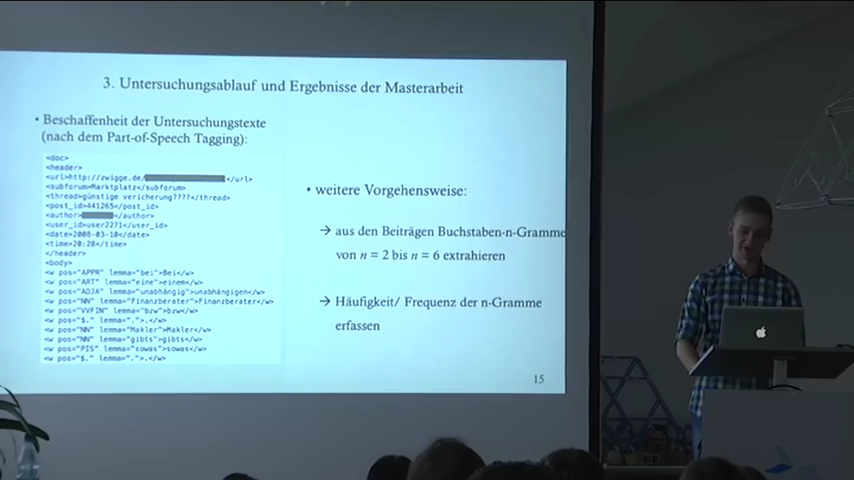 3. Untersuchungsablauf und Ergebnisse der Masterarbeit
• Beschaffenheit der Untersuchungstexte
(nach dem Part-of-Speech Tagging):
<doc>
<header>
<url>http://zwigge.de/ </url>
<subforum>Marktplatz</subforum>
<thread>günstige vericherung????</thread>
<post_id>441265</post_id>
<author> </author>
<user_id>user2271</user_id>
<date>2008-03-10</date>
<time>20:28</time>
</header>
<body>
<w pos="APPR" lemma="bei">Bei</w>
<w pos="ART" lemma="eine">einem</w>
<w pos="ADJA" lemma="unabhängig">unabhängigen</w>
<w pos="NN" lemma="Finanzberater">finanzberater</w>
<w pos="VVFIN" lemma="bzw">bzw</w>
<w pos="$." lemma=".">.</w>
<w pos="NN" lemma="Makler">Makler</w>
<w pos="NN" lemma="gibts">gibts</w>
<w pos="PIS" lemma="sowas">sowas</w>
<w pos="$." lemma=".">.</w>
• weitere Vorgehensweise:
→ aus den Beiträgen Buchstaben-n-Gramme
von n = 2 bis n = 6 extrahieren
→ Häufigkeit/ Frequenz der n-Gramme
erfassen
15